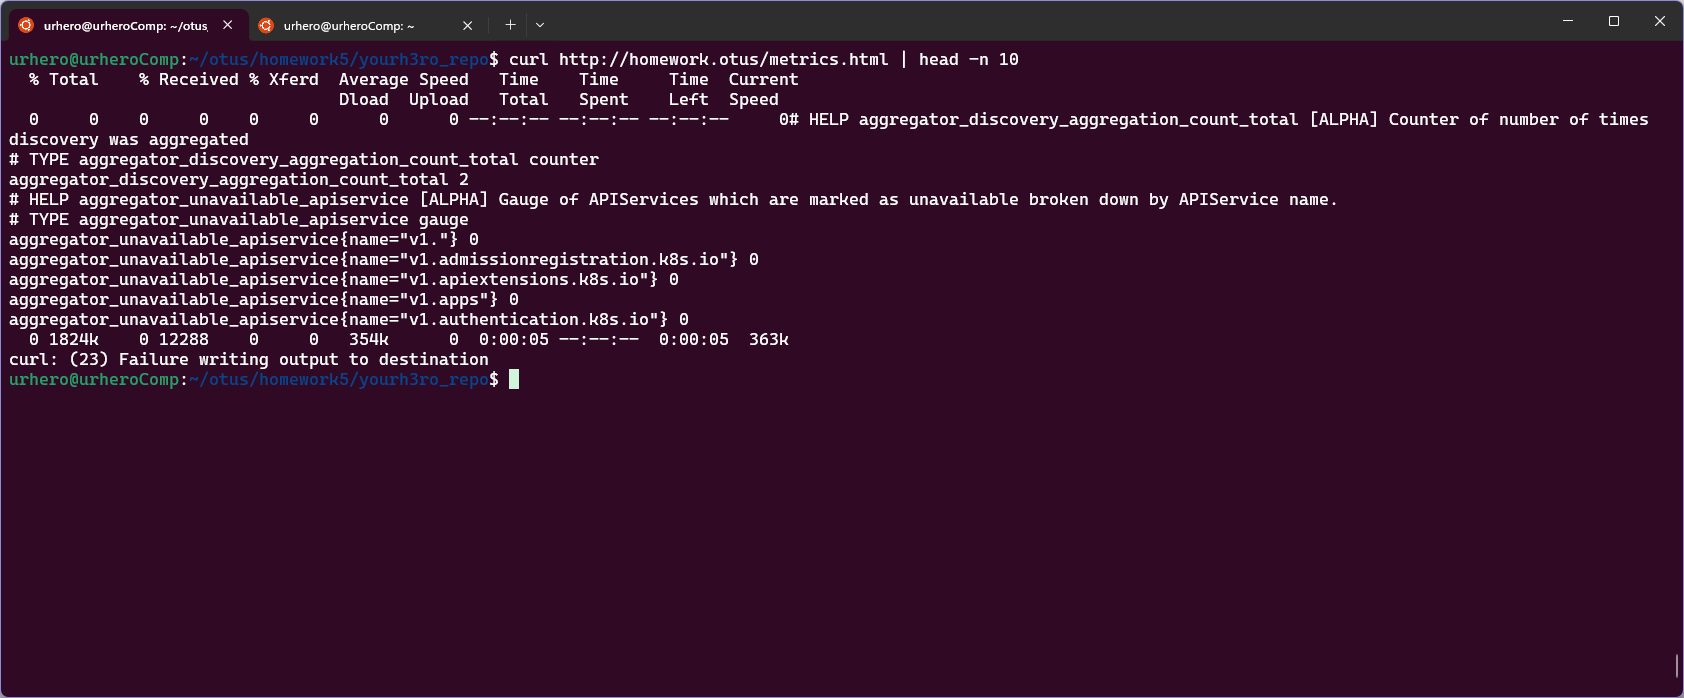 urhero@urheroComp: ~/otus, urhero@urheroComp: ~
urhero@urheroComp:~/otus/homework5/yourh3ro_repo$ curl http://homework.otus/metrics.html | head -n 10
  % Total    % Received % Xferd  Average Speed   Time    Time     Time  Current
                                 Dload  Upload   Total   Spent    Left  Speed
  0     0    0     0    0     0      0      0 --:--:-- --:--:-- --:--:--     0# HELP aggregator_discovery_aggregation_count_total [ALPHA] Counter of number of times
discovery was aggregated
# TYPE aggregator_discovery_aggregation_count_total counter
aggregator_discovery_aggregation_count_total 2
# HELP aggregator_unavailable_apiservice [ALPHA] Gauge of APIServices which are marked as unavailable broken down by APIService name.
# TYPE aggregator_unavailable_apiservice gauge
aggregator_unavailable_apiservice{name="v1."} 0
aggregator_unavailable_apiservice{name="v1.admissionregistration.k8s.io"} 0
aggregator_unavailable_apiservice{name="v1.apiextensions.k8s.io"} 0
aggregator_unavailable_apiservice{name="v1.apps"} 0
aggregator_unavailable_apiservice{name="v1.authentication.k8s.io"} 0
  0 1824k    0 12288    0     0   354k      0  0:00:05 --:--:--  0:00:05  363k
curl: (23) Failure writing output to destination
urhero@urheroComp:~/otus/homework5/yourh3ro_repo$